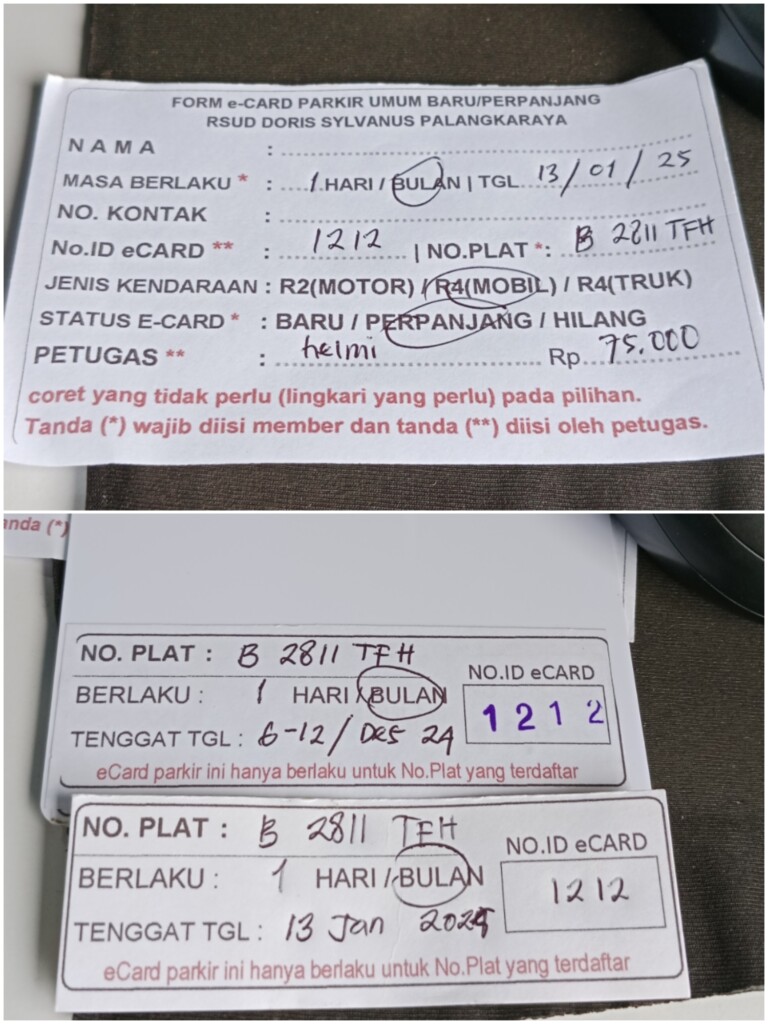 FORM e-CARD PARKIR UMUM BARU/PERPANJANG
RSUD DORIS SYLVANUS PALANGKARAYA
NAMA :
MASA BERLAKU * : 1 HARI / BULAN | TGL 13/01/25
NO. KONTAK :
No.ID eCARD ** : 1212 | NO.PLAT *: B 2811 TFH
JENIS KENDARAAN : R2(MOTOR) / R4(MOBIL) / R4(TRUK)
STATUS E-CARD * : BARU / PERPANJANG / HILANG
PETUGAS ** : helmi Rp 75.000
coret yang tidak perlu (lingkari yang perlu) pada pilihan.
Tanda (*) wajib diisi member dan tanda (**) diisi oleh petugas.
anda (*)
NO. PLAT : B 2811 TFH
NO.ID eCARD
BERLAKU : 1 HARI / BULAN
1212
TENGGAT TGL : 6-12/Des 24
eCard parkir ini hanya berlaku untuk No.Plat yang terdaftar
NO. PLAT : B 2811 TFH
NO.ID eCARD
BERLAKU : 1 HARI / BULAN
1212
TENGGAT TGL : 13 Jan 2025
eCard parkir ini hanya berlaku untuk No.Plat yang terdaftar